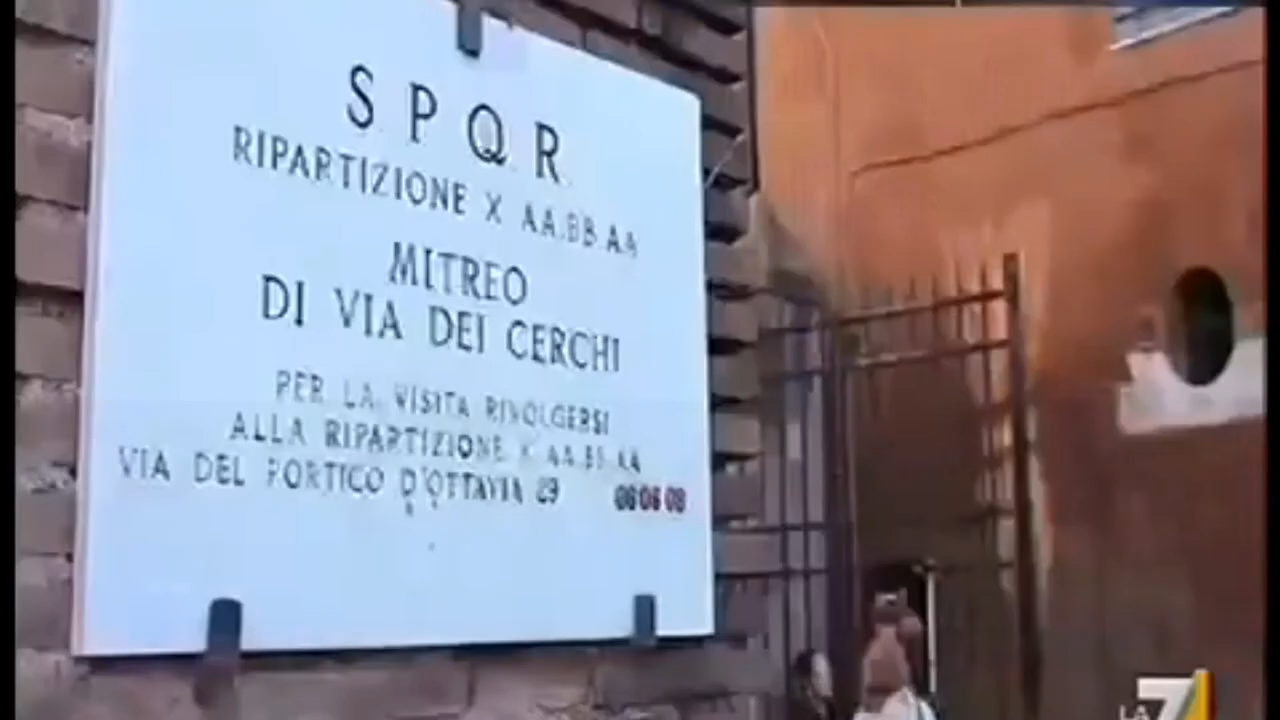 S.P.Q.R.
RIPARTIZIONE X AA.BB.AA
MITREO
DI VIA DEI CERCHI
PER LA VISITA RIVOLGERSI
ALLA RIPARTIZIONE X AA.BB.AA
VIA DEL PORTICO D'OTTAVIA 29 060608
LA7